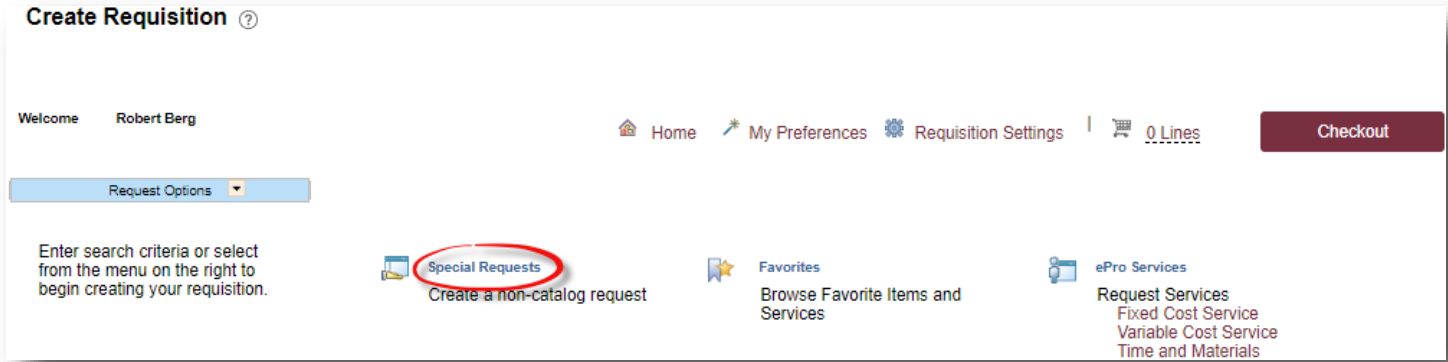 Create Requisition ?
Welcome Robert Berg
Home My Preferences Requisition Settings | 0 Lines Checkout
Request Options
Enter search criteria or select
from the menu on the right to
begin creating your requisition.
Special Requests
Create a non-catalog request
Favorites
Browse Favorite Items and
Services
ePro Services
Request Services
Fixed Cost Service
Variable Cost Service
Time and Materials